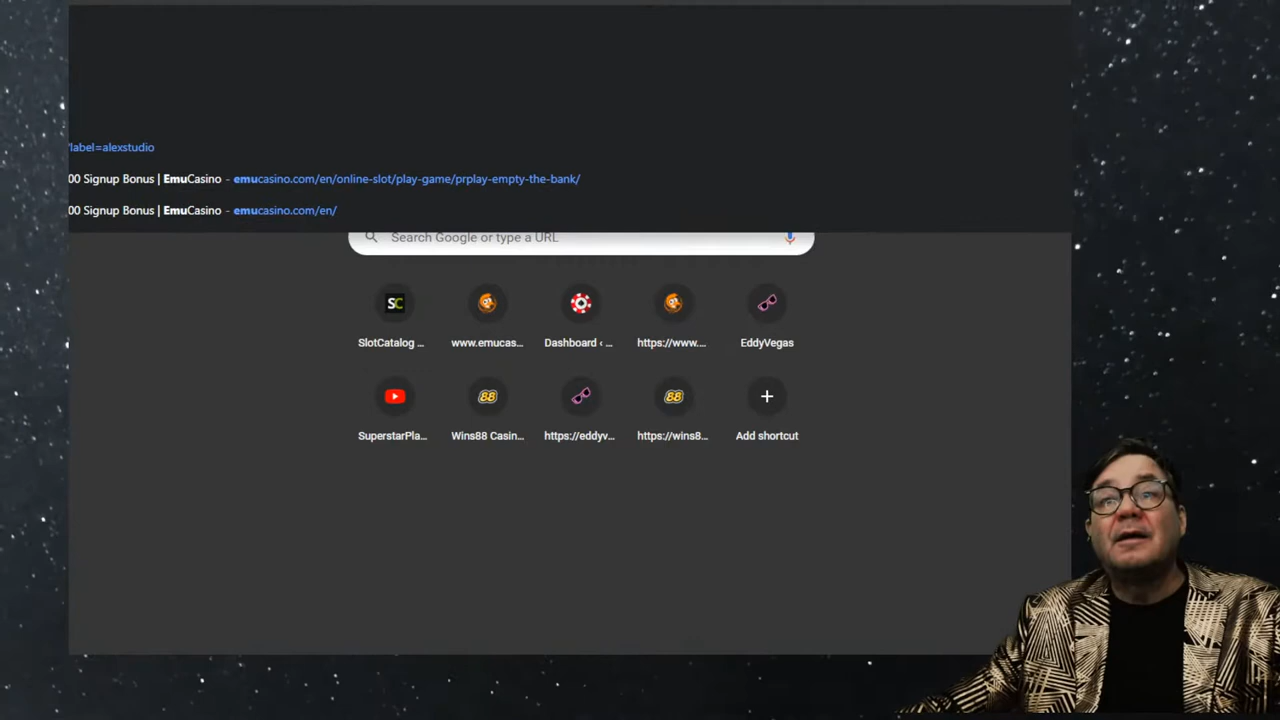 ?label=alexstudio
00 Signup Bonus | EmuCasino - emucasino.com/en/online-slot/play-game/prplay-empty-the-bank/
00 Signup Bonus | EmuCasino - emucasino.com/en/
Search Google or type a URL
SC
SlotCatalog ...
www.emucas...
Dashboard ‹ ...
https://www....
EddyVegas
88
88
SuperstarPla...
Wins88 Casin...
https://eddyv...
https://wins8...
Add shortcut